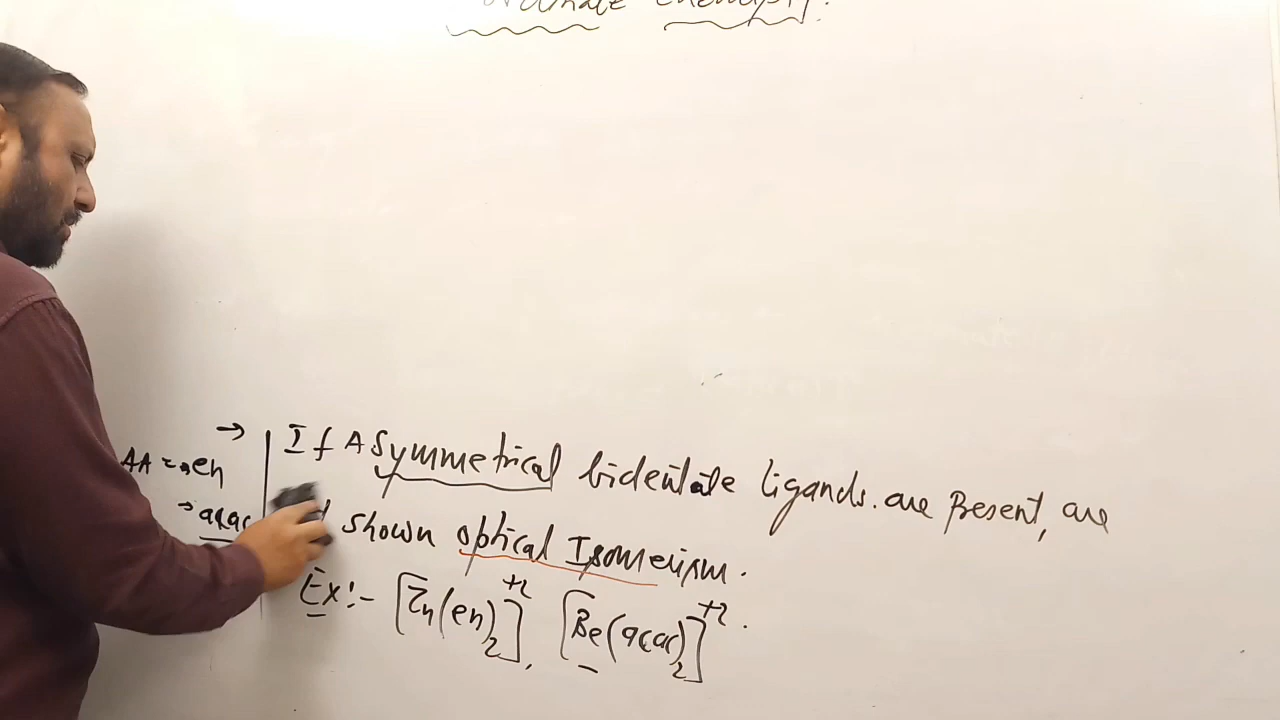 If Asymmetrical bidentate ligands. are Present, are
AA = en
→ acac
shown optical Isomerism.
Ex:- [Zn(en)2]+2, [Be(acac)2]+2.